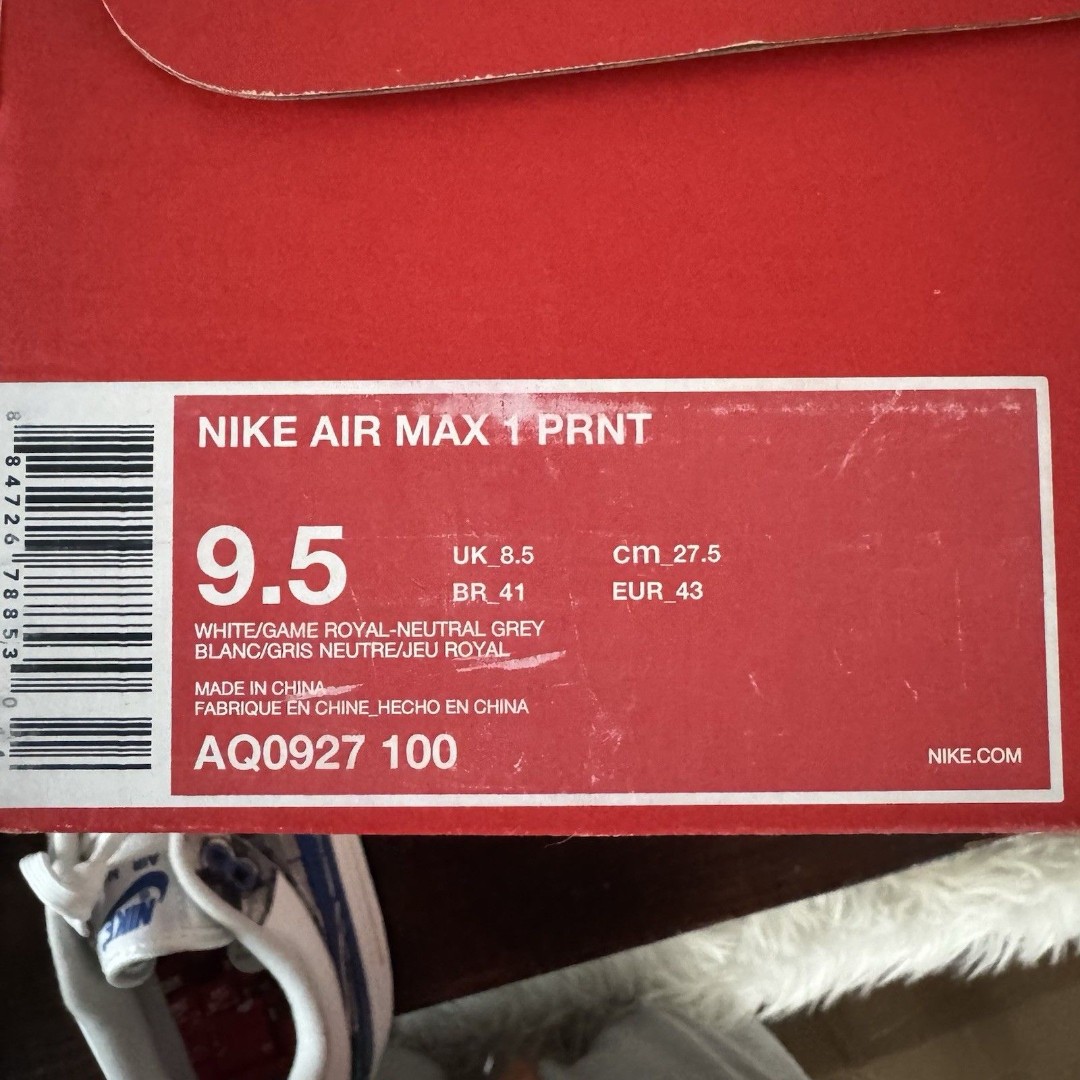 NIKE AIR MAX 1 PRNT
9.5
UK_8.5
cm_27.5
BR_41
EUR_43
WHITE/GAME ROYAL-NEUTRAL GREY
BLANC/GRIS NEUTRE/JEU ROYAL
MADE IN CHINA
FABRIQUE EN CHINE_HECHO EN CHINA
AQ0927 100
NIKE.COM
8 84726 78853 0
NIKE
AIR